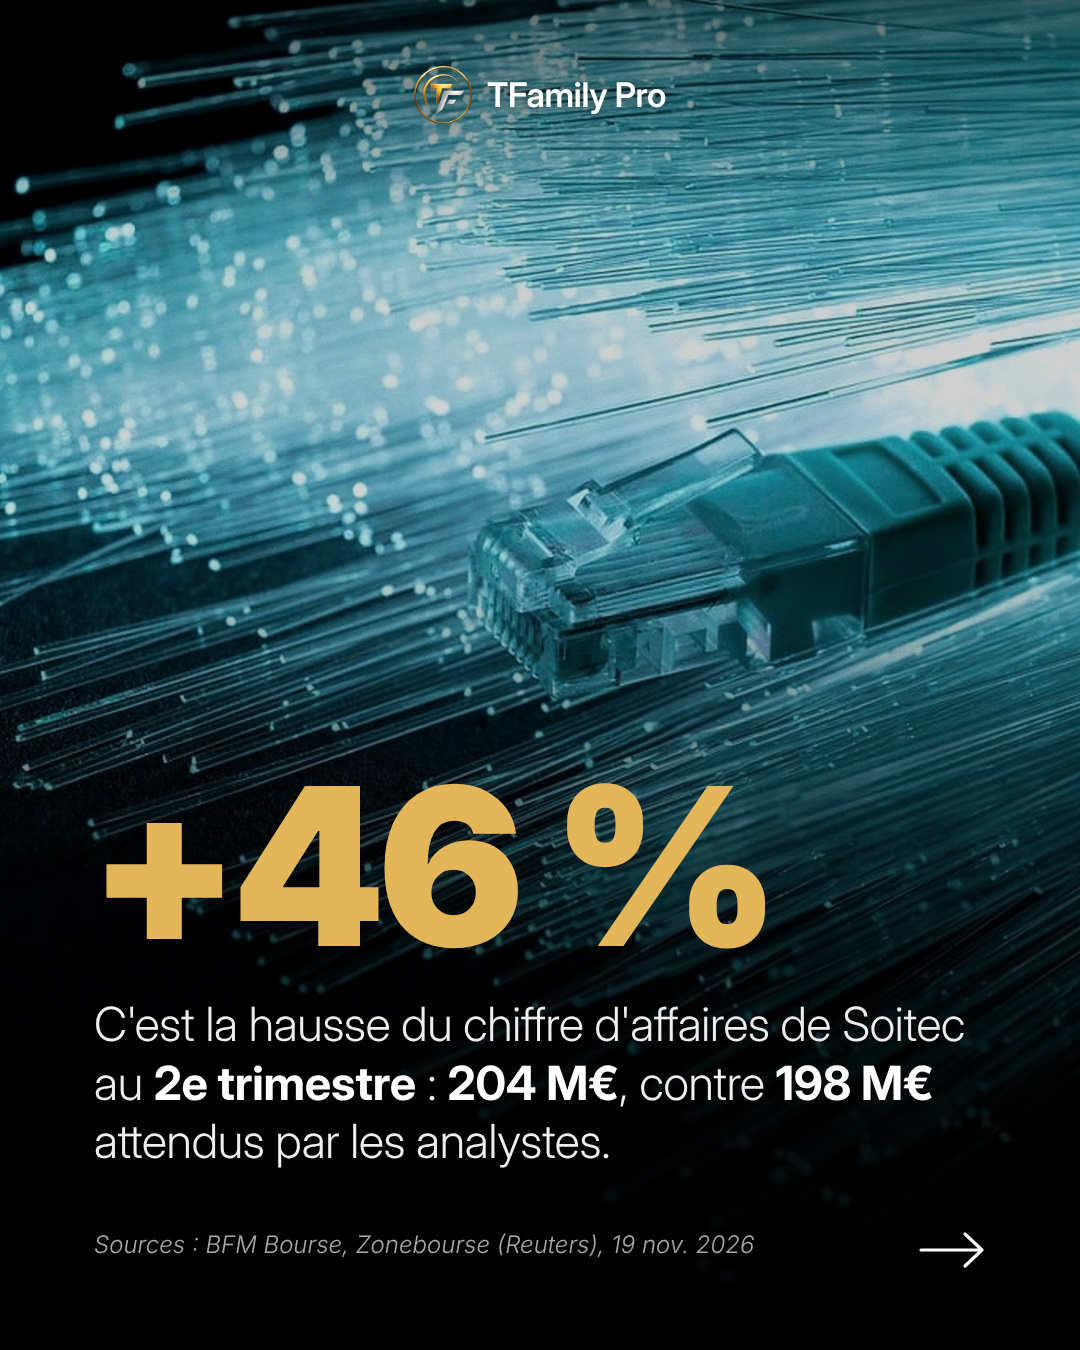 TFamily Pro
+46 %
C'est la hausse du chiffre d'affaires de Soitec
au 2e trimestre : 204 M€, contre 198 M€
attendus par les analystes.
Sources : BFM Bourse, Zonebourse (Reuters), 19 nov. 2026